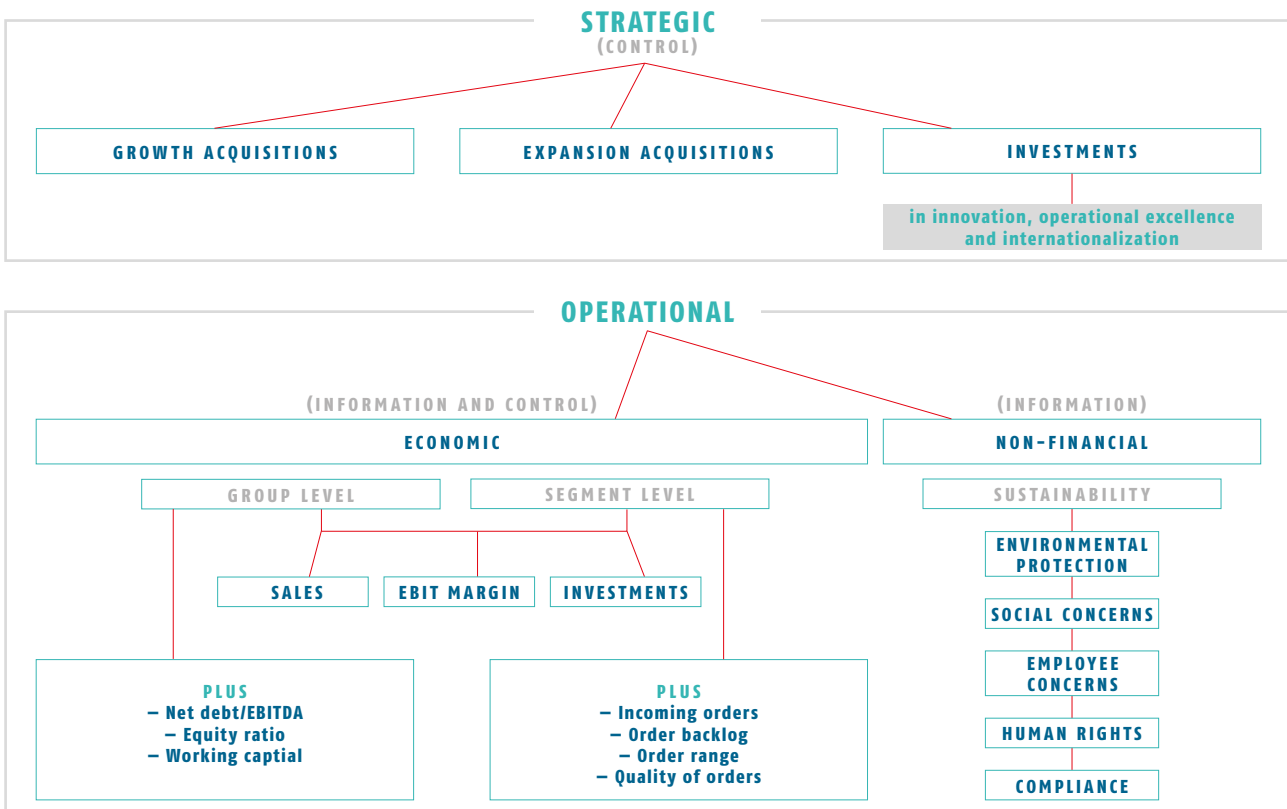 STRATEGIC
(CONTROL)
GROWTH ACQUISITIONS
EXPANSION ACQUISITIONS
INVESTMENTS
in innovation, operational excellence
and internationalization
OPERATIONAL
(INFORMATION AND CONTROL)
(INFORMATION)
ECONOMIC
NON-FINANCIAL
GROUP LEVEL
SEGMENT LEVEL
SUSTAINABILITY
SALES
EBIT MARGIN
INVESTMENTS
PLUS
– Net debt/EBITDA
– Equity ratio
– Working captial
PLUS
– Incoming orders
– Order backlog
– Order range
– Quality of orders
ENVIRONMENTAL
PROTECTION
SOCIAL CONCERNS
EMPLOYEE
CONCERNS
HUMAN RIGHTS
COMPLIANCE